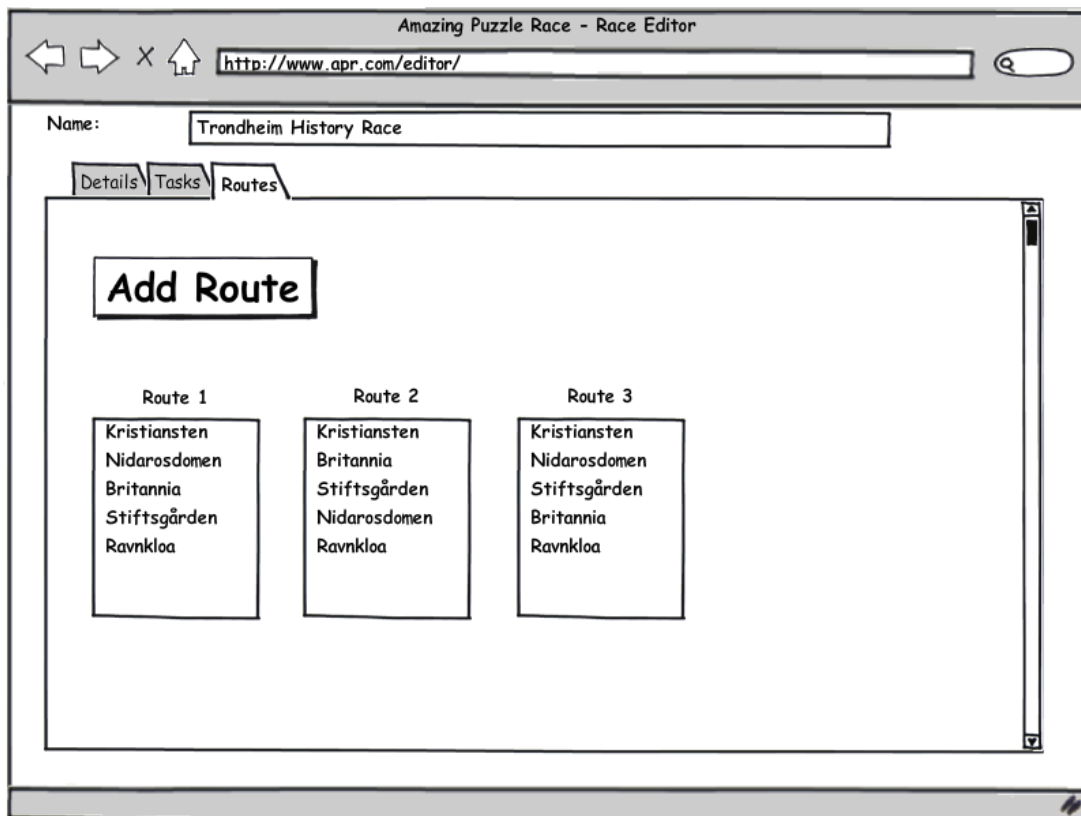 Amazing Puzzle Race - Race Editor
http://www.apr.com/editor/
Name:
Trondheim History Race
Details
Tasks
Routes
Add Route
Route 1
Kristiansten
Nidarosdomen
Britannia
Stiftsgården
Ravnkloa
Route 2
Kristiansten
Britannia
Stiftsgården
Nidarosdomen
Ravnkloa
Route 3
Kristiansten
Nidarosdomen
Stiftsgården
Britannia
Ravnkloa